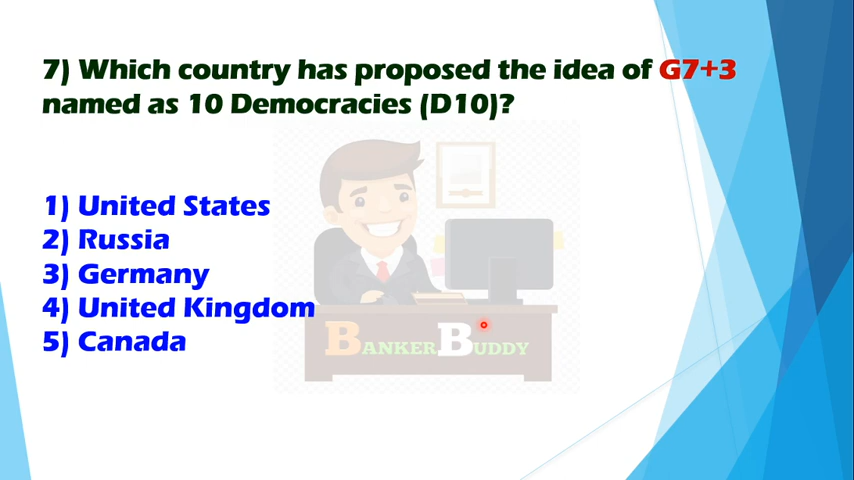 7) Which country has proposed the idea of G7+3
named as 10 Democracies (D10)?
1) United States
2) Russia
3) Germany
4) United Kingdom
5) Canada
BANKER BUDDY